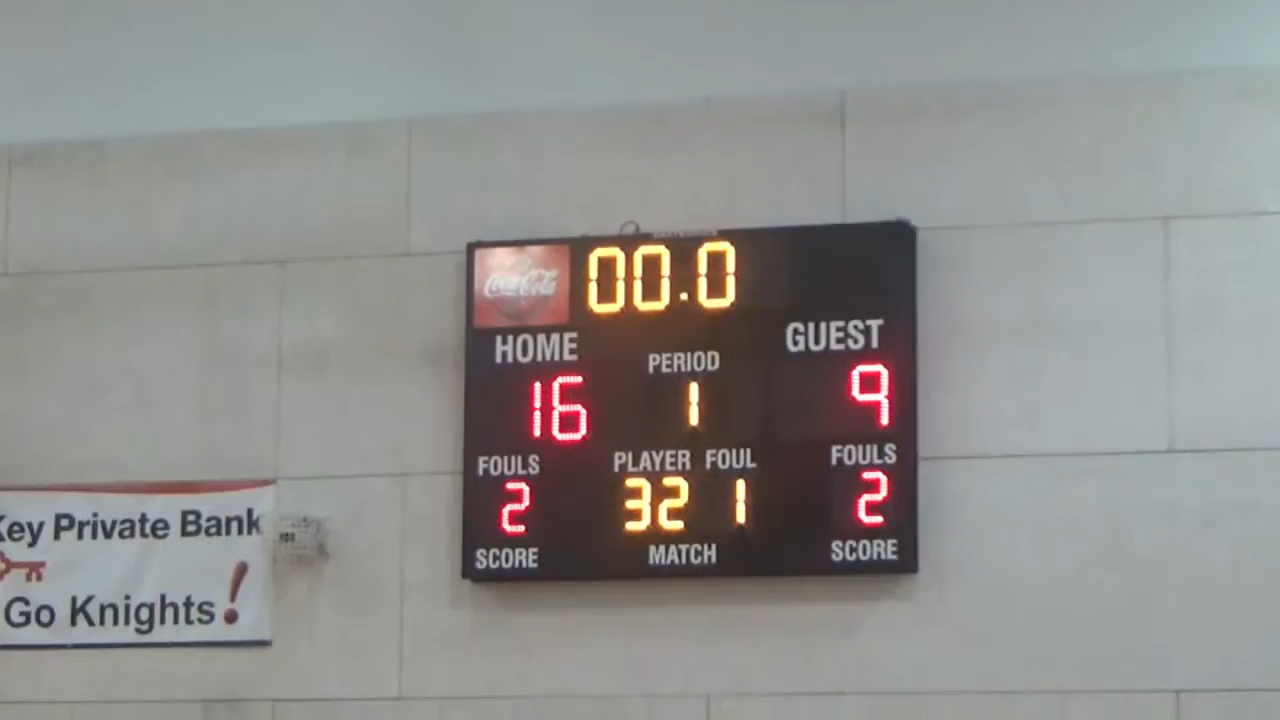 Coca-Cola
00.0
HOME
GUEST
PERIOD
16
1
9
FOULS
PLAYER FOUL
FOULS
2
32 1
2
SCORE
MATCH
SCORE
Key Private Bank
Go Knights!